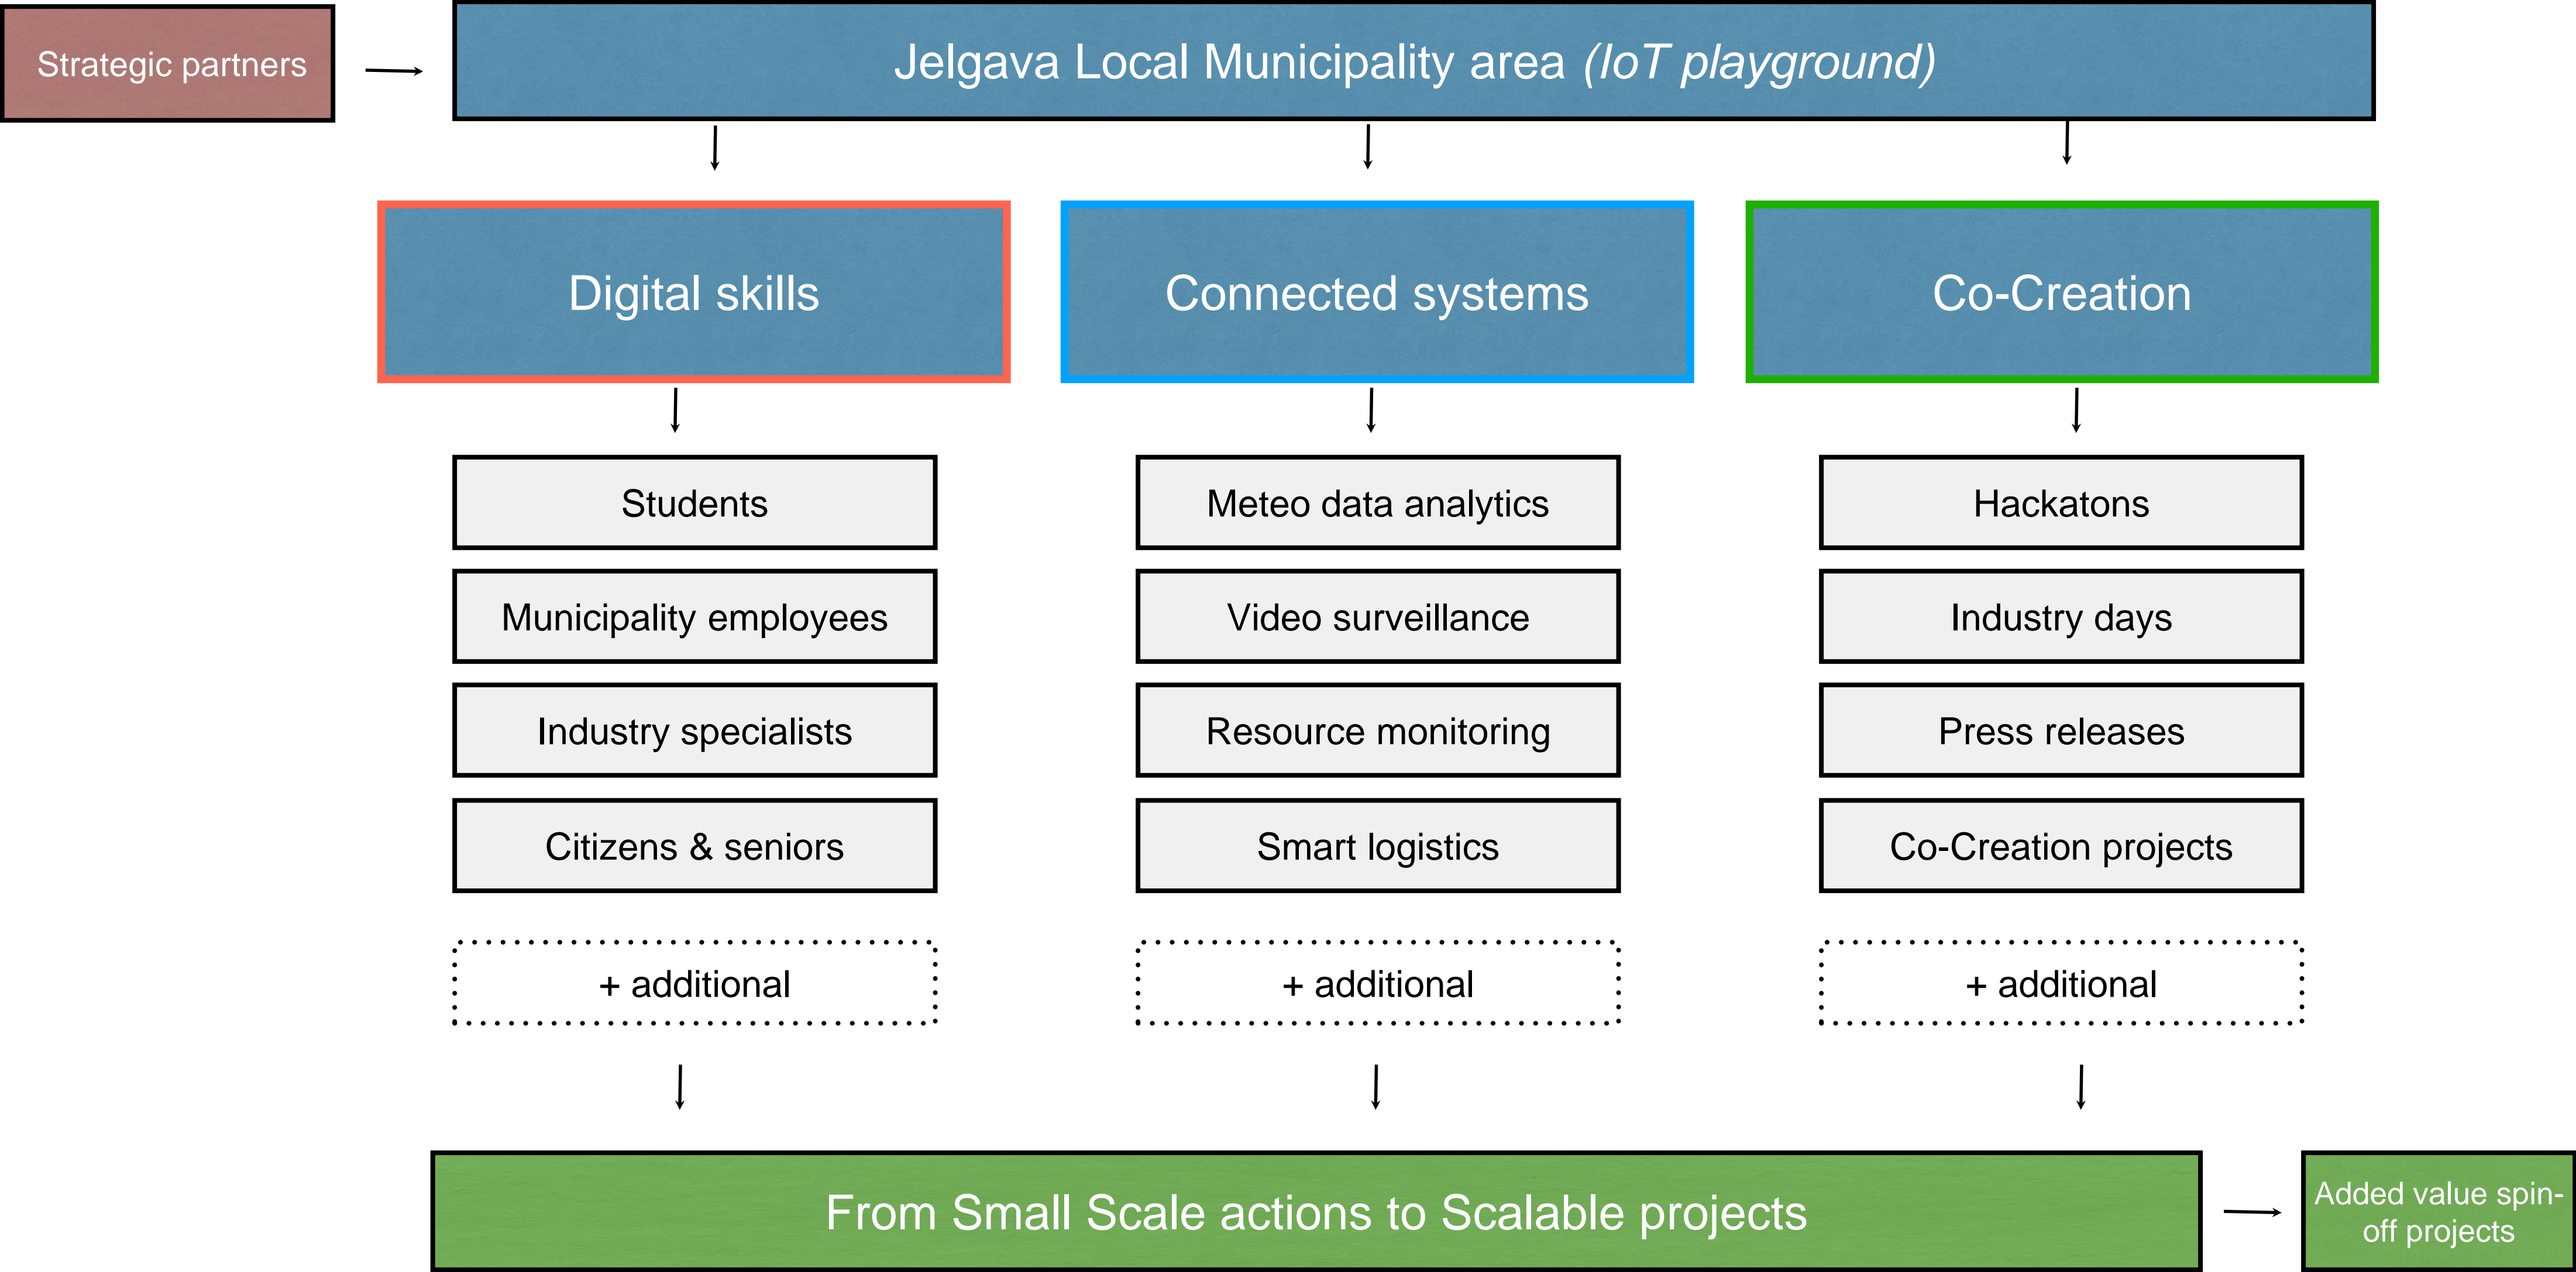 Strategic partners
Jelgava Local Municipality area (IoT playground)
Digital skills
Connected systems
Co-Creation
Students
Meteo data analytics
Hackatons
Municipality employees
Video surveillance
Industry days
Industry specialists
Resource monitoring
Press releases
Citizens & seniors
Smart logistics
Co-Creation projects
+ additional
+ additional
+ additional
From Small Scale actions to Scalable projects
Added value spin-
off projects